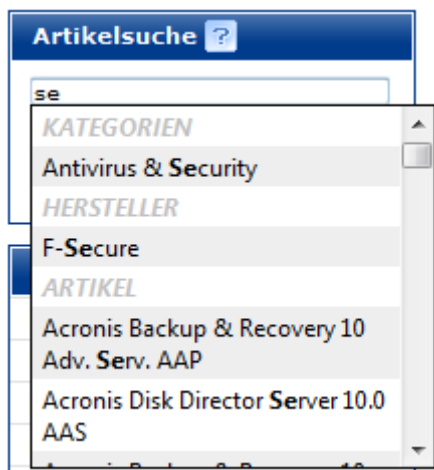 Artikelsuche ?
se
KATEGORIEN
Antivirus & Security
HERSTELLER
F-Secure
ARTIKEL
Acronis Backup & Recovery 10
Adv. Serv. AAP
Acronis Disk Director Server 10.0
AAS